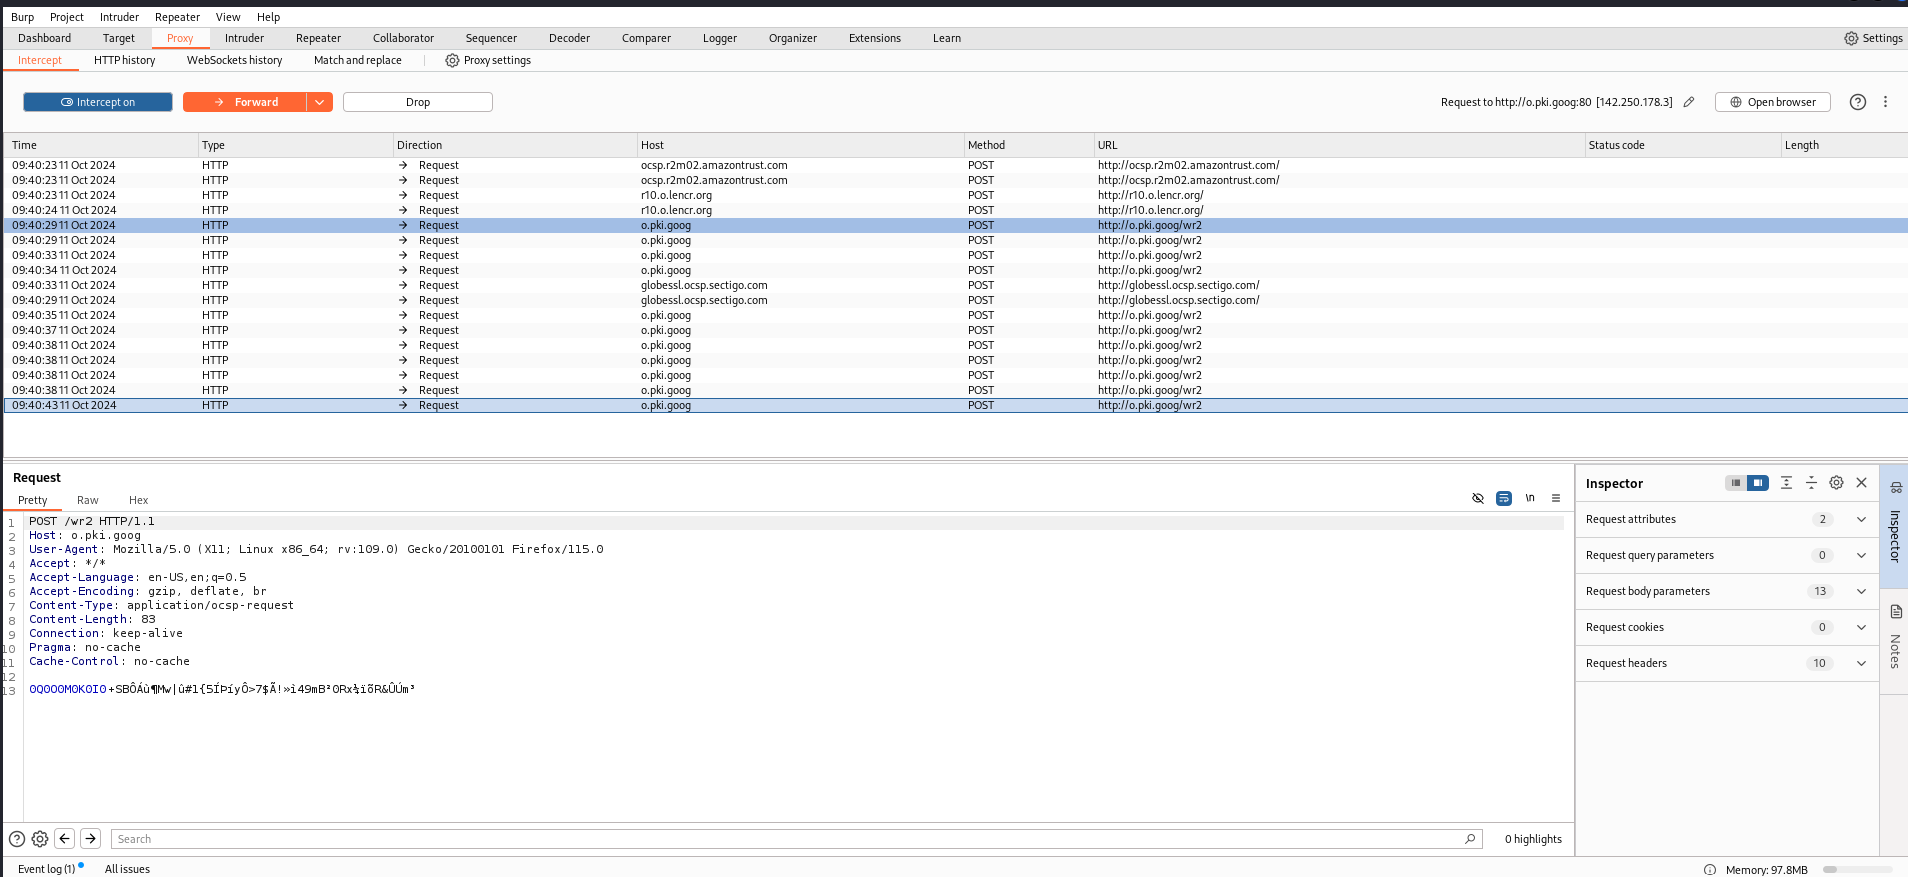 Burp Project Intruder Repeater View Help
Dashboard Target Proxy Intruder Repeater Collaborator Sequencer Decoder Comparer Logger Organizer Extensions Learn Settings
Intercept HTTP history WebSockets history Match and replace Proxy settings
Intercept on Forward Drop Request to http://o.pki.goog:80 [142.250.178.3] Open browser
Time Type Direction Host Method URL Status code Length
09:40:23 11 Oct 2024 HTTP → Request ocsp.r2m02.amazontrust.com POST http://ocsp.r2m02.amazontrust.com/
09:40:23 11 Oct 2024 HTTP → Request ocsp.r2m02.amazontrust.com POST http://ocsp.r2m02.amazontrust.com/
09:40:23 11 Oct 2024 HTTP → Request r10.o.lencr.org POST http://r10.o.lencr.org/
09:40:24 11 Oct 2024 HTTP → Request r10.o.lencr.org POST http://r10.o.lencr.org/
09:40:29 11 Oct 2024 HTTP → Request o.pki.goog POST http://o.pki.goog/wr2
09:40:29 11 Oct 2024 HTTP → Request o.pki.goog POST http://o.pki.goog/wr2
09:40:33 11 Oct 2024 HTTP → Request o.pki.goog POST http://o.pki.goog/wr2
09:40:34 11 Oct 2024 HTTP → Request o.pki.goog POST http://o.pki.goog/wr2
09:40:33 11 Oct 2024 HTTP → Request globessl.ocsp.sectigo.com POST http://globessl.ocsp.sectigo.com/
09:40:29 11 Oct 2024 HTTP → Request globessl.ocsp.sectigo.com POST http://globessl.ocsp.sectigo.com/
09:40:35 11 Oct 2024 HTTP → Request o.pki.goog POST http://o.pki.goog/wr2
09:40:37 11 Oct 2024 HTTP → Request o.pki.goog POST http://o.pki.goog/wr2
09:40:38 11 Oct 2024 HTTP → Request o.pki.goog POST http://o.pki.goog/wr2
09:40:38 11 Oct 2024 HTTP → Request o.pki.goog POST http://o.pki.goog/wr2
09:40:38 11 Oct 2024 HTTP → Request o.pki.goog POST http://o.pki.goog/wr2
09:40:38 11 Oct 2024 HTTP → Request o.pki.goog POST http://o.pki.goog/wr2
09:40:43 11 Oct 2024 HTTP → Request o.pki.goog POST http://o.pki.goog/wr2
Request
Pretty Raw Hex \n
1 POST /wr2 HTTP/1.1
2 Host: o.pki.goog
3 User-Agent: Mozilla/5.0 (X11; Linux x86_64; rv:109.0) Gecko/20100101 Firefox/115.0
4 Accept: */*
5 Accept-Language: en-US,en;q=0.5
6 Accept-Encoding: gzip, deflate, br
7 Content-Type: application/ocsp-request
8 Content-Length: 83
9 Connection: keep-alive
10 Pragma: no-cache
11 Cache-Control: no-cache
12
13
Inspector
Request attributes 2
Request query parameters 0
Request body parameters 13
Request cookies 0
Request headers 10
Inspector
Notes
Search 0 highlights
Event log (1) All issues Memory: 97.8MB